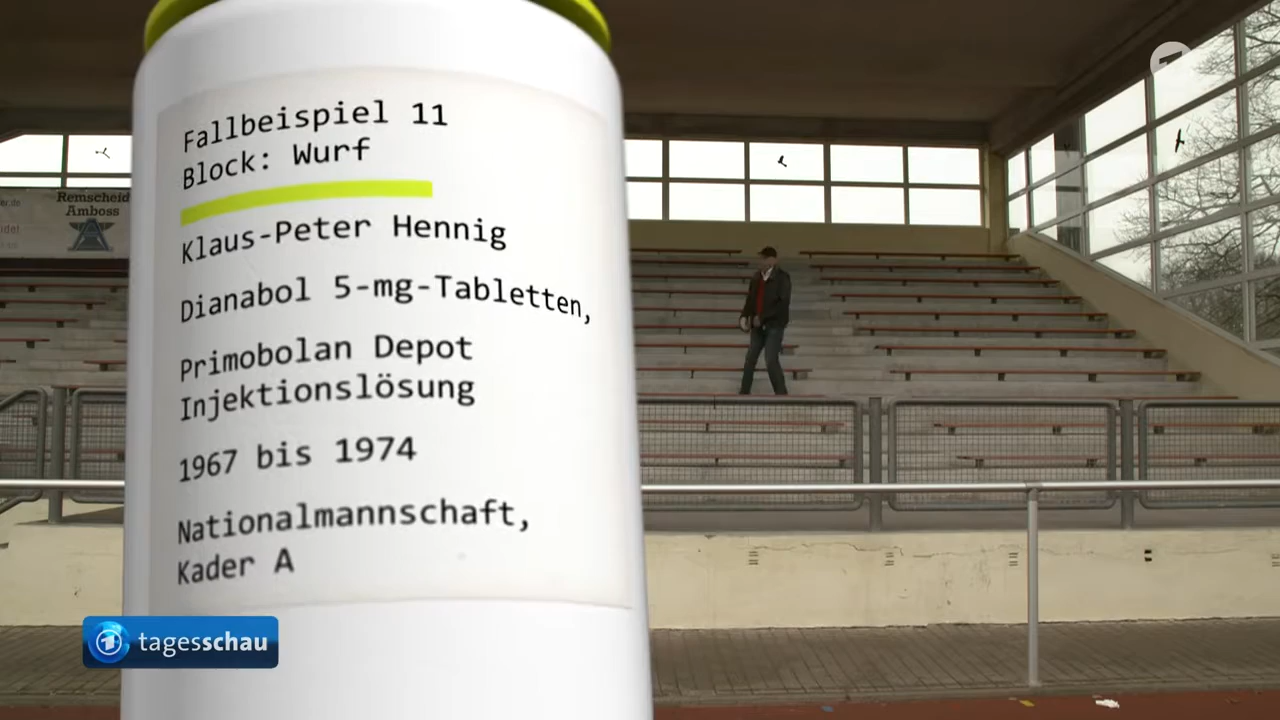 Fallbeispiel 11
Block: Wurf
Klaus-Peter Hennig
Dianabol 5-mg-Tabletten,
Primobolan Depot
Injektionslösung
1967 bis 1974
Nationalmannschaft,
Kader A
Remscheid
Amboss
tagesschau